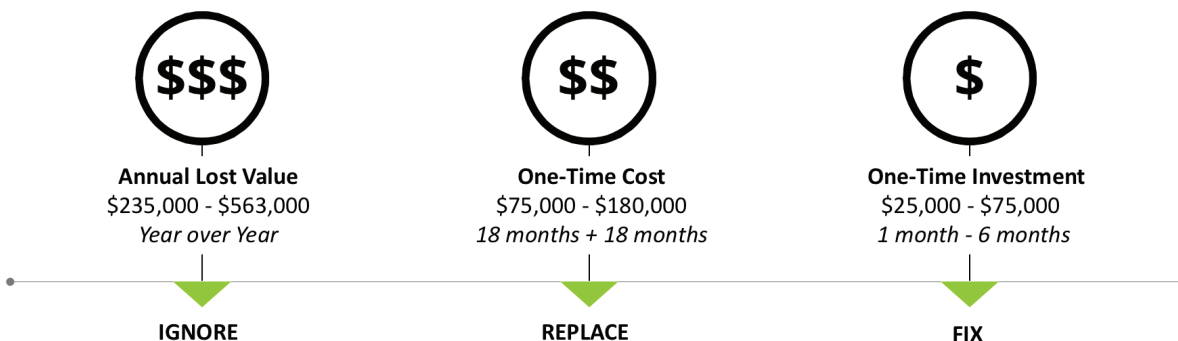 $$$
Annual Lost Value
$235,000 - $563,000
Year over Year
IGNORE
$$
One-Time Cost
$75,000 - $180,000
18 months + 18 months
REPLACE
$
One-Time Investment
$25,000 - $75,000
1 month - 6 months
FIX